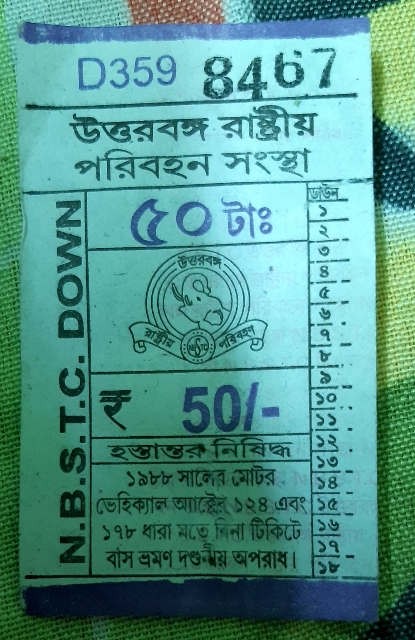 D359 8467
উত্তরবঙ্গ রাষ্ট্রীয়
পরিবহন সংস্থা
N.B.S.T.C. DOWN
৫০ টাঃ
উত্তরবঙ্গ
রাষ্ট্রীয় পরিবহণ
NBSTC
₹ 50/-
হস্তান্তর নিষিদ্ধ
১৯৮৮ সালের মোটর
ভেহিক্যাল অ্যাক্টের ১২৪ এবং
১৭৮ ধারা মতে বিনা টিকিটে
বাস ভ্রমণ দণ্ডনীয় অপরাধ।
ডাউন
১
২
৩
৪
৫
৬
৭
৮
৯
১০
১১
১২
১৩
১৪
১৫
১৬
১৭
১৮